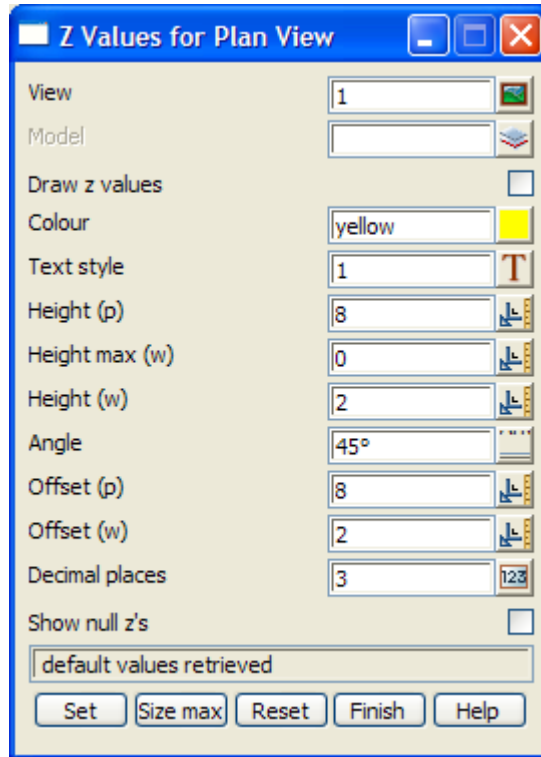 Z Values for Plan View
View 1
Model
Draw z values
Colour yellow
Text style 1 T
Height (p) 8
Height max (w) 0
Height (w) 2
Angle 45°
Offset (p) 8
Offset (w) 2
Decimal places 3 123
Show null z's
default values retrieved
Set Size max Reset Finish Help